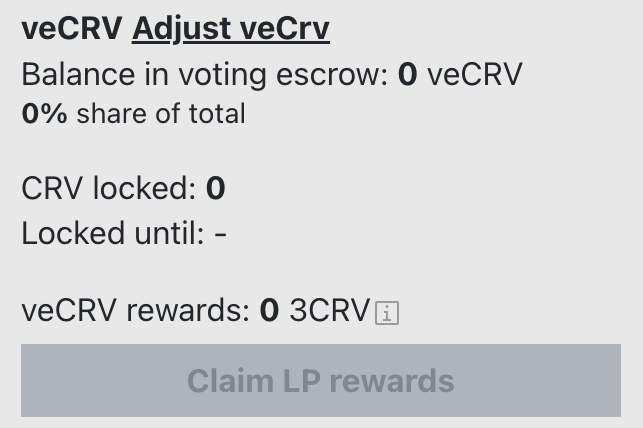 veCRV Adjust veCrv
Balance in voting escrow: 0 veCRV
0% share of total
CRV locked: 0
Locked until: -
veCRV rewards: 0 3CRV i
Claim LP rewards